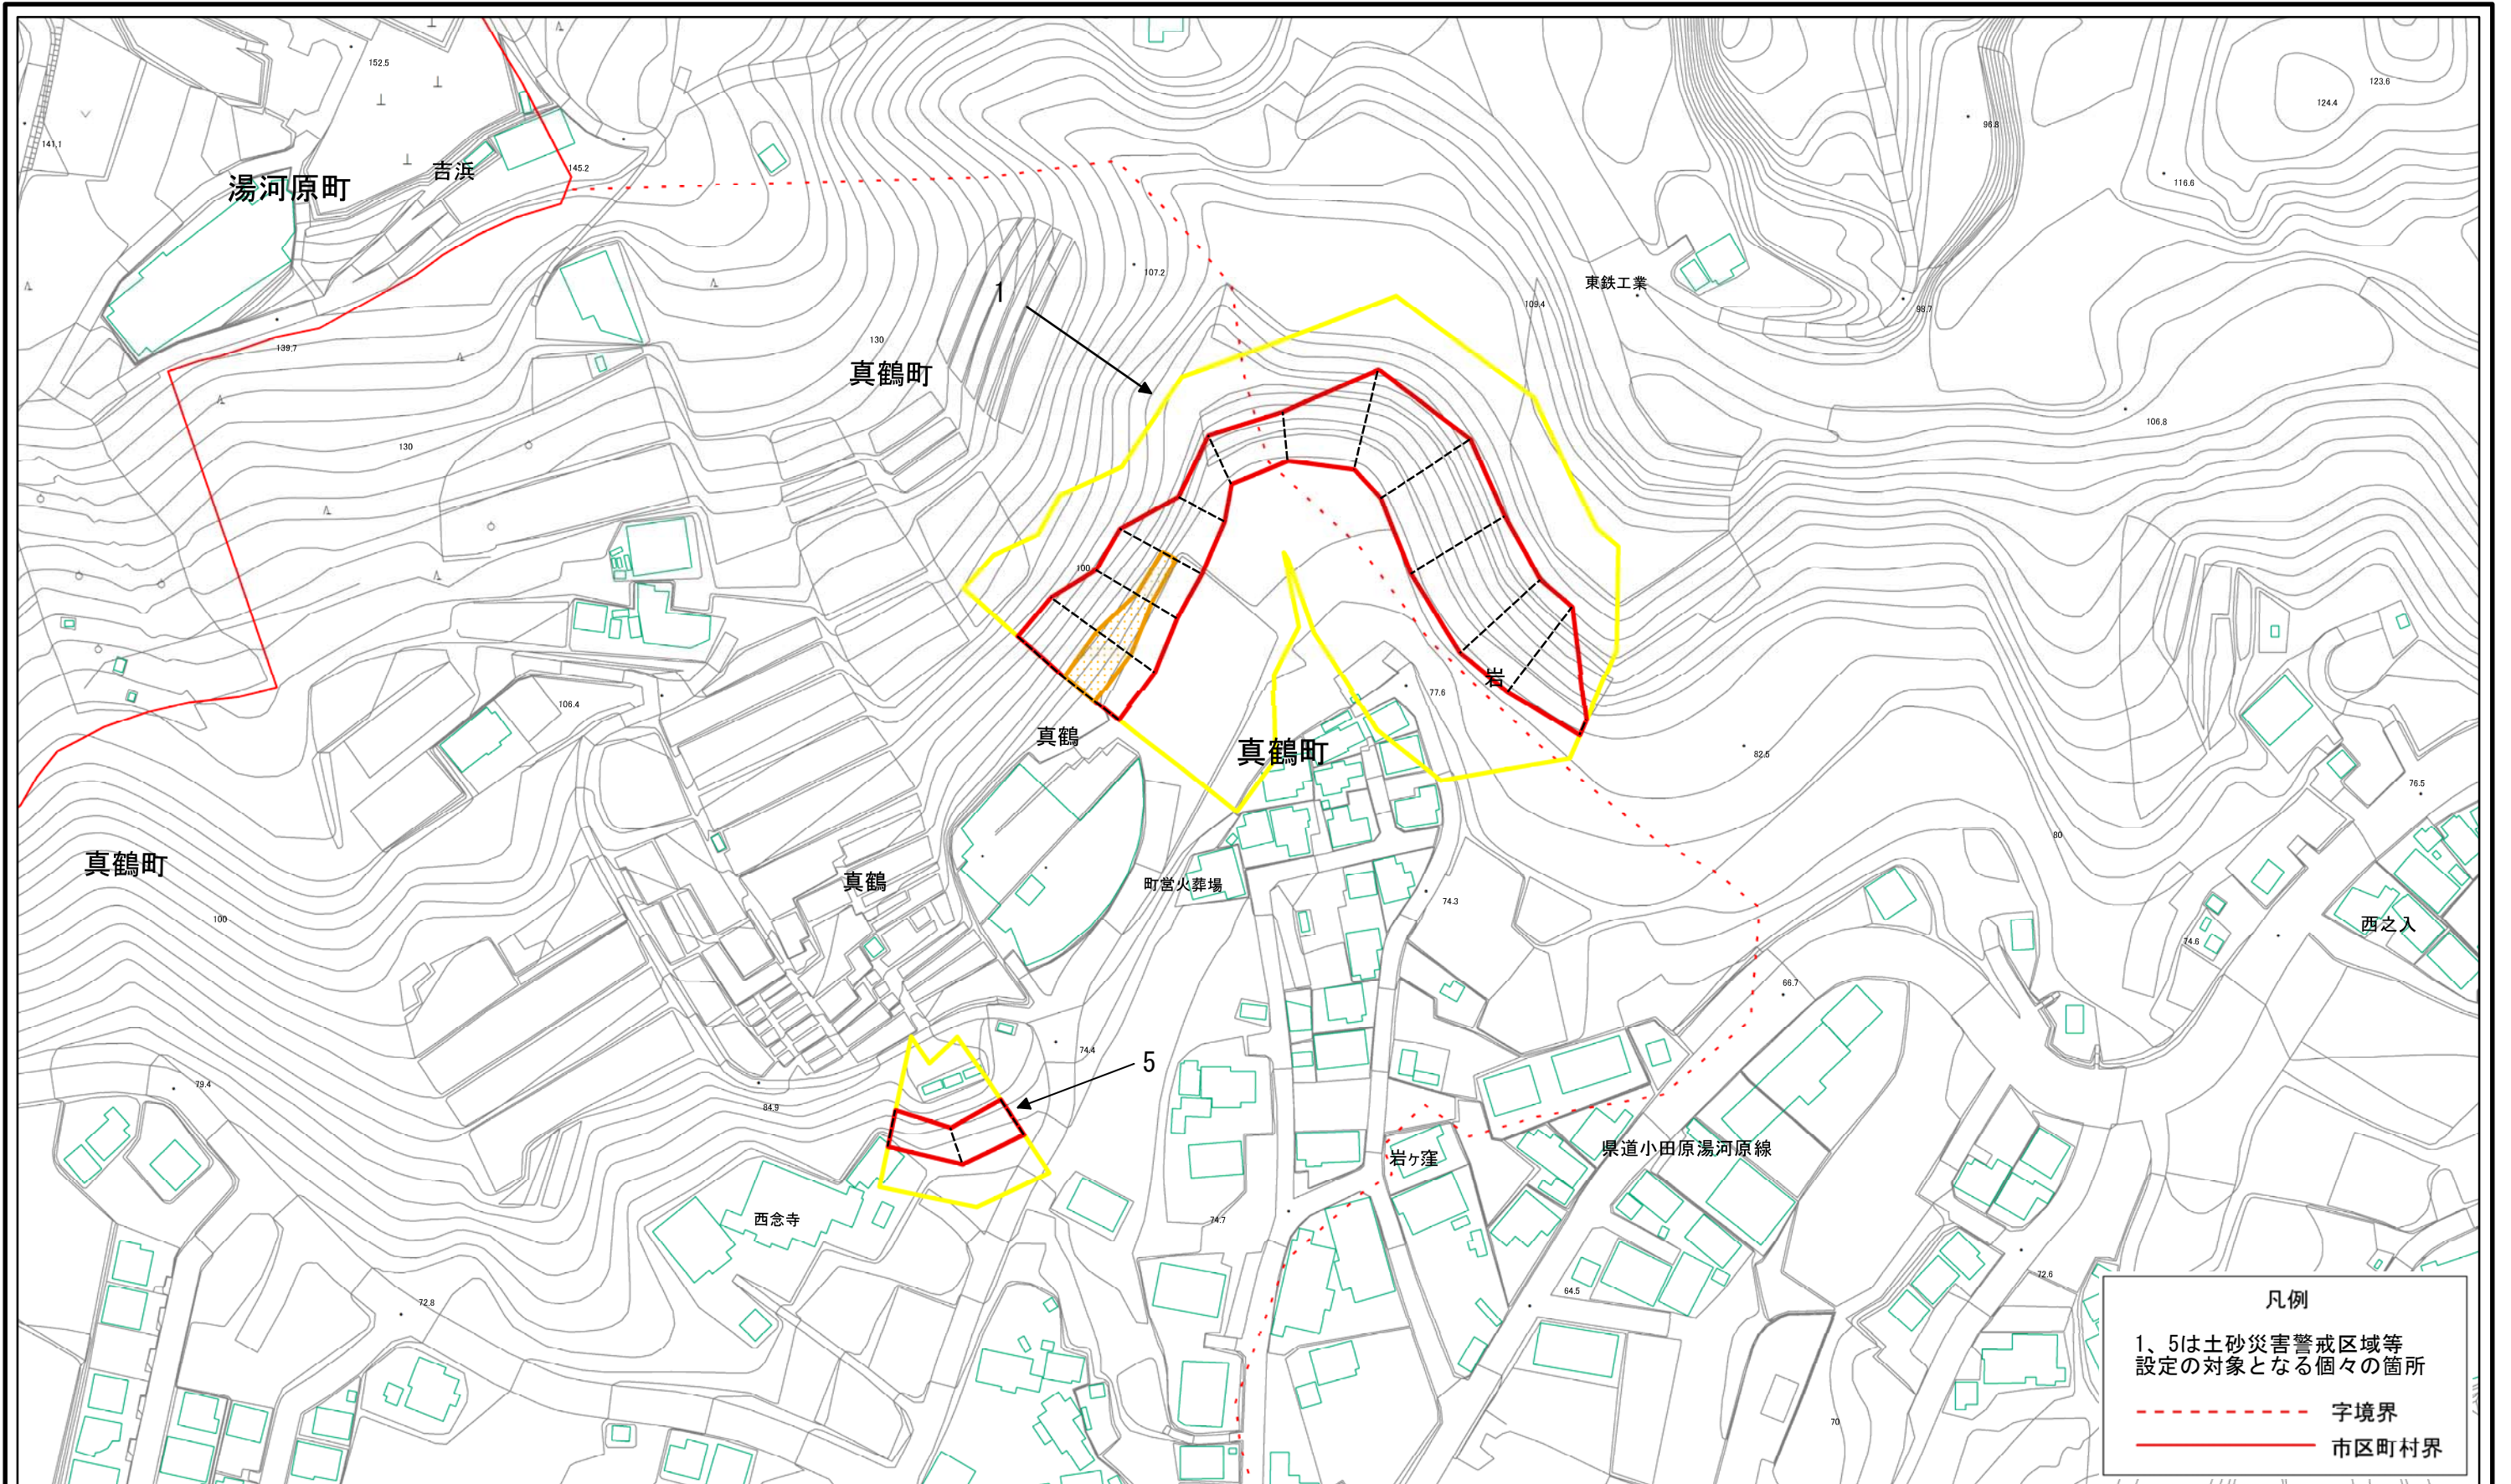 152.5
123.6
124.4
96.8
141.1
吉浜
145.2
湯河原町
116.6
107.2
東鉄工業
1
109.4
98.7
130
139.7
真鶴町
106.8
130
100
岩
77.6
106.4
真鶴
真鶴町
82.5
76.5
80
真鶴町
真鶴
町営火葬場
74.3
100
西之入
74.6
66.7
74.4
5
79.4
84.9
県道小田原湯河原線
岩ケ窪
西念寺
74.7
72.6
64.5
72.8
70
凡例
1、5は土砂災害警戒区域等
設定の対象となる個々の箇所
字境界
市区町村界